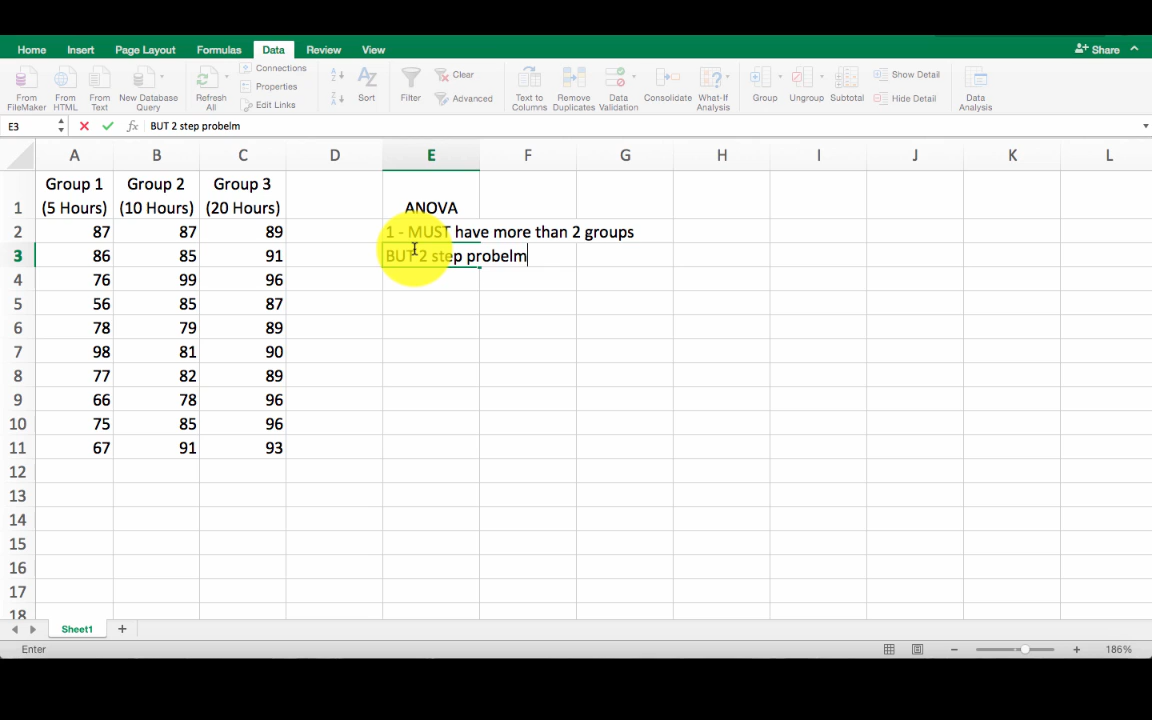 Home Insert Page Layout Formulas Data Review View Share
Connections Clear Show Detail
Properties
From FileMaker From HTML From Text New Database Query Refresh All Edit Links Sort Filter Advanced Text to Columns Remove Duplicates Data Validation Consolidate What-If Analysis Group Ungroup Subtotal Hide Detail Data Analysis
E3 fx BUT 2 step probelm
A B C D E F G H I J K L
Group 1 Group 2 Group 3
1 (5 Hours) (10 Hours) (20 Hours) ANOVA
2 87 87 89 1 - MUST have more than 2 groups
3 86 85 91 BUT 2 step probelm
4 76 99 96
5 56 85 87
6 78 79 89
7 98 81 90
8 77 82 89
9 66 78 96
10 75 85 96
11 67 91 93
12
13
14
15
16
17
18
Sheet1
Enter 186%